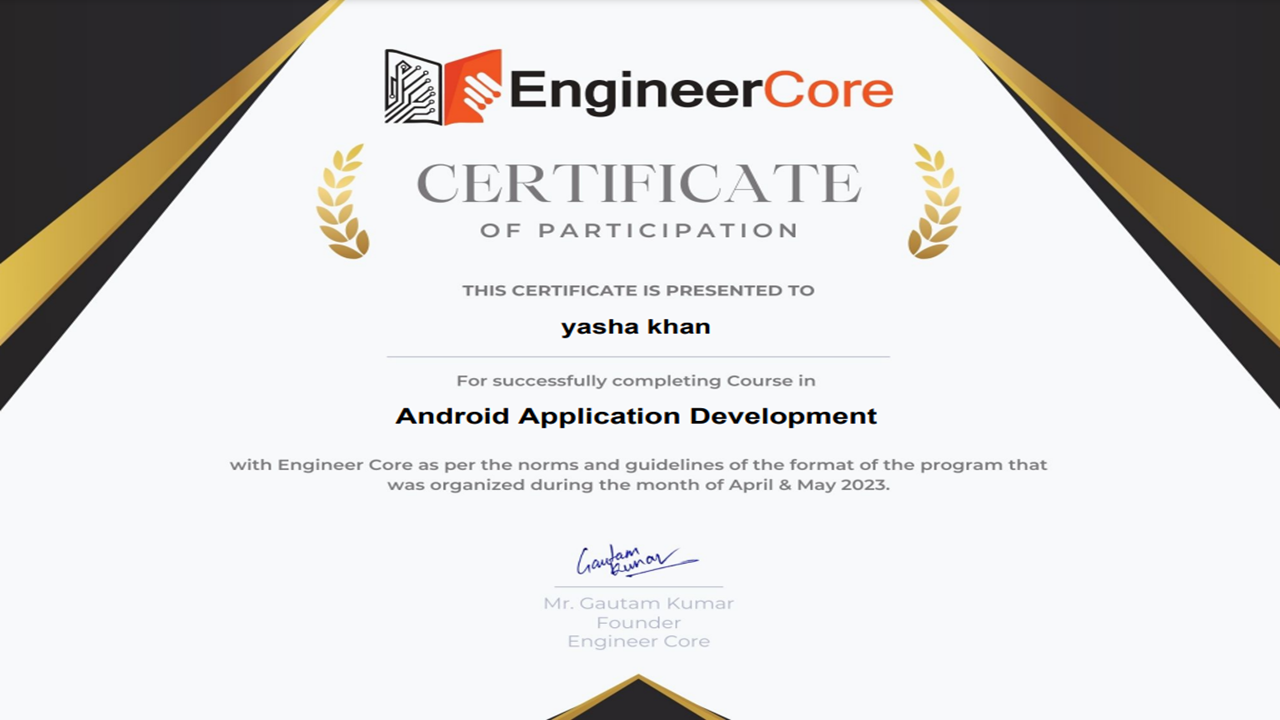 EngineerCore
CERTIFICATE
OF PARTICIPATION
THIS CERTIFICATE IS PRESENTED TO
yasha khan
For successfully completing Course in
Android Application Development
with Engineer Core as per the norms and guidelines of the format of the program that
was organized during the month of April & May 2023.
Gautam
Kumar
Mr. Gautam Kumar
Founder
Engineer Core